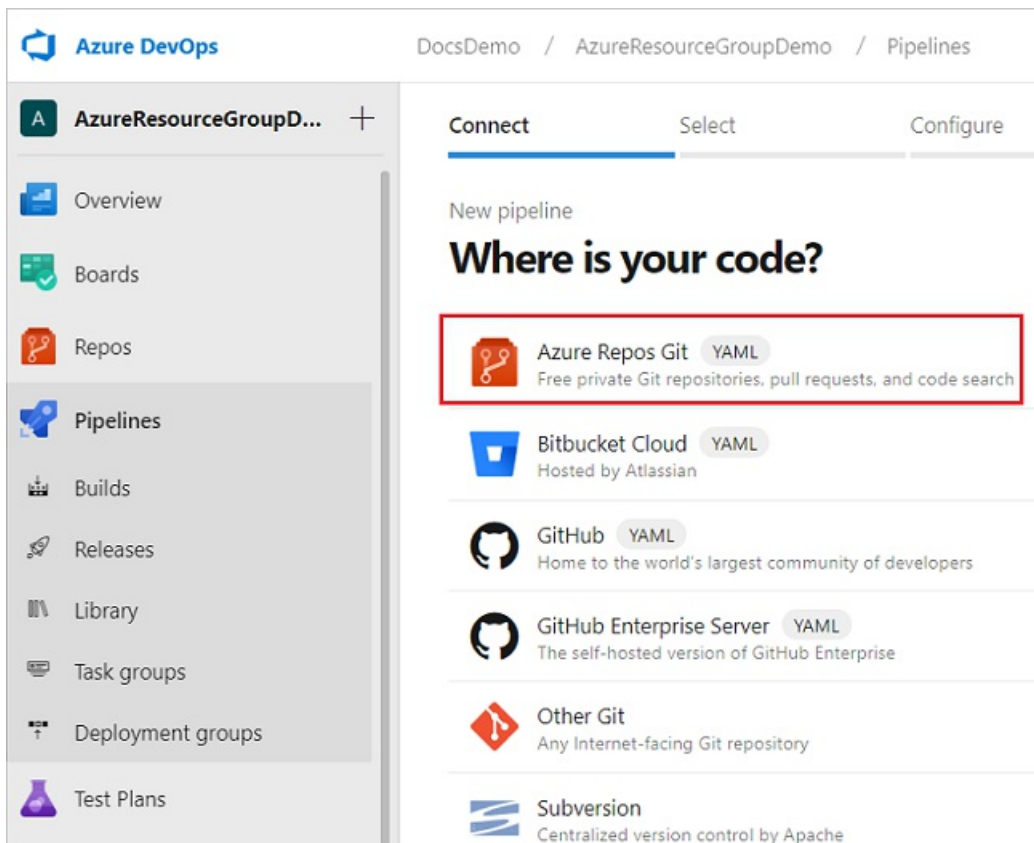 Azure DevOps
DocsDemo / AzureResourceGroupDemo / Pipelines
A AzureResourceGroupD... +
Overview
Boards
Repos
Pipelines
Builds
Releases
Library
Task groups
Deployment groups
Test Plans
Connect Select Configure
New pipeline
Where is your code?
Azure Repos Git YAML
Free private Git repositories, pull requests, and code search
Bitbucket Cloud YAML
Hosted by Atlassian
GitHub YAML
Home to the world's largest community of developers
GitHub Enterprise Server YAML
The self-hosted version of GitHub Enterprise
Other Git
Any Internet-facing Git repository
Subversion
Centralized version control by Apache